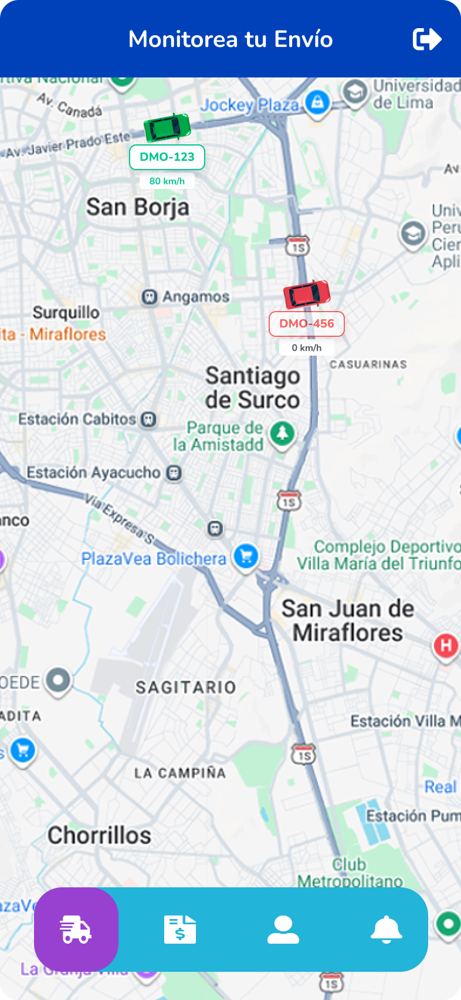 Monitorea tu Envío
Universidad
de Lima
Av. Canadá
Jockey Plaza
Av. Javier Prado Este
DMO-123
80 km/h
Av
San Borja
Univ
Peru
Cien
Apli
1S
Angamos
Surquillo
ita - Miraflores
DMO-456
0 km/h
CASUARINAS
Santiago
de Surco
Estación Cabitos
Parque de
la Amistadd
Estación Ayacucho
Vía Expresa S
1S
anco
PlazaVea Bolichera
Complejo Deportivo
Villa María del Triunfo
San Juan de
Miraflores
H
OEDE
SAGITARIO
ADITA
Estación Villa M
s
1S
LA CAMPIÑA
Real
Estación Pum
Chorrillos
Club
Metropolitano
azaVe
$
La Granja Villa
1S